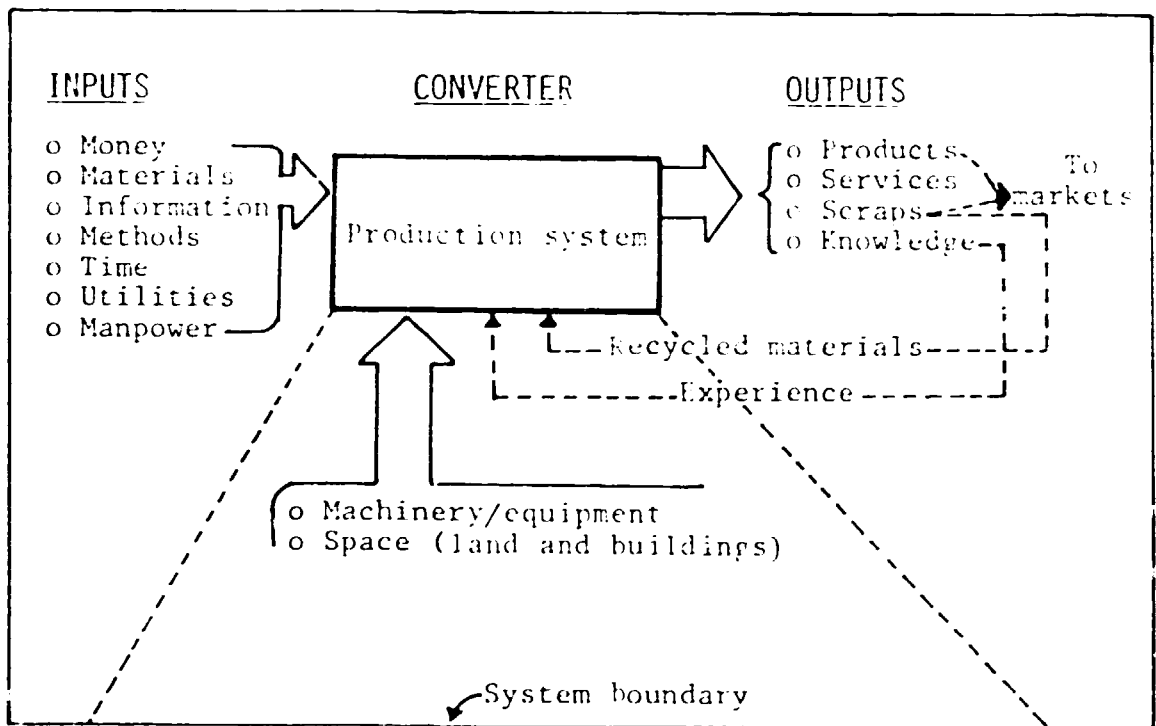 INPUTS
CONVERTER
OUTPUTS
o Money
o Materials
o Information
o Methods
o Time
o Utilities
o Manpower
Production system
o Products
o Services
o Scraps
o Knowledge
To
markets
Recycled materials
Experience
o Machinery/equipment
o Space (land and buildings)
System boundary